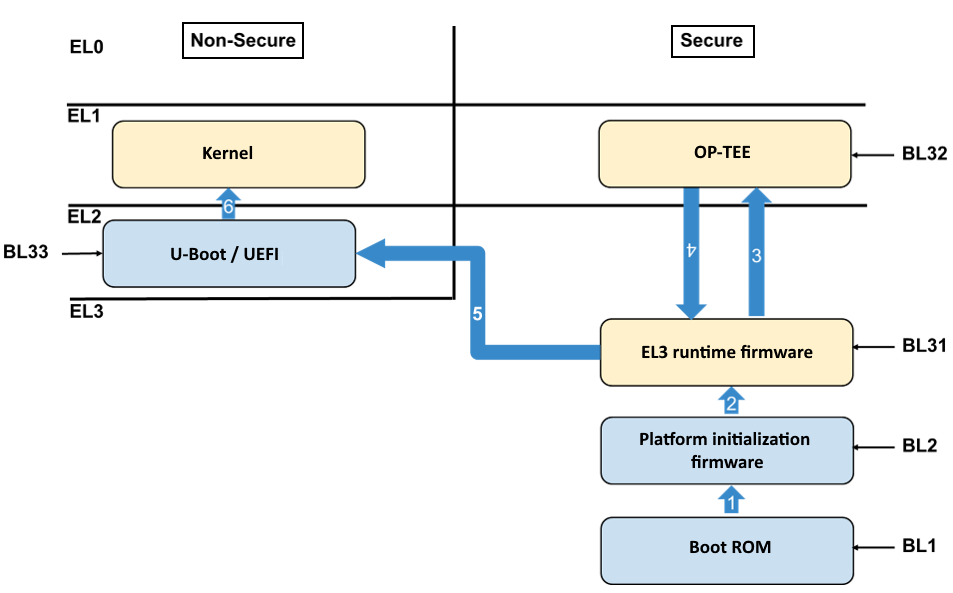 EL0
Non-Secure
Secure
EL1
Kernel
OP-TEE
BL32
6
EL2
BL33
U-Boot / UEFI
4
3
EL3
5
EL3 runtime firmware
BL31
2
Platform initialization
firmware
BL2
1
Boot ROM
BL1